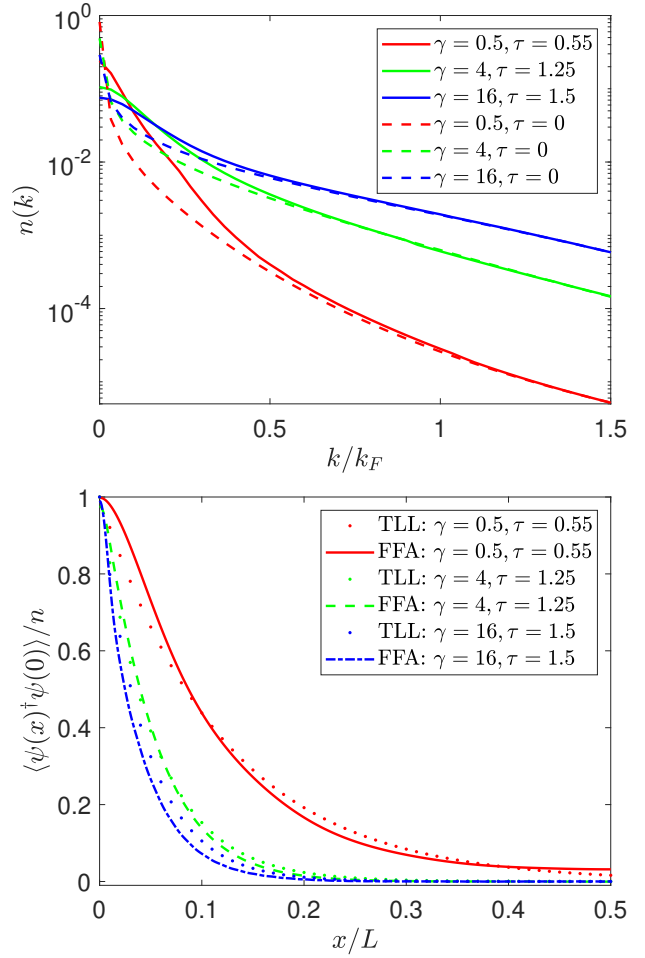 10^0
10^-2
10^-4
n(k)
γ = 0.5, τ = 0.55
γ = 4, τ = 1.25
γ = 16, τ = 1.5
γ = 0.5, τ = 0
γ = 4, τ = 0
γ = 16, τ = 0
0 0.5 1 1.5
k/k_F
1
0.8
0.6
0.4
0.2
0
⟨ψ(x)^†ψ(0)⟩/n
TLL: γ = 0.5, τ = 0.55
FFA: γ = 0.5, τ = 0.55
TLL: γ = 4, τ = 1.25
FFA: γ = 4, τ = 1.25
TLL: γ = 16, τ = 1.5
FFA: γ = 16, τ = 1.5
0 0.1 0.2 0.3 0.4 0.5
x/L